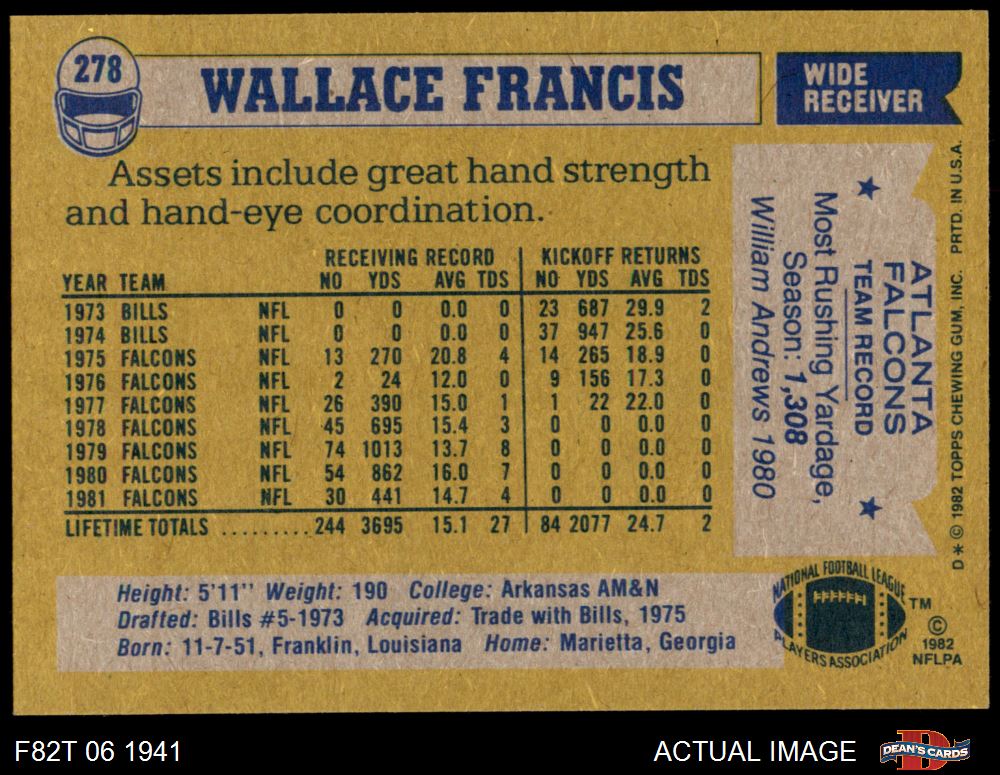 278
WALLACE FRANCIS
WIDE
RECEIVER
Assets include great hand strength
and hand-eye coordination.
RECEIVING RECORD KICKOFF RETURNS
YEAR TEAM NO YDS AVG TDS NO YDS AVG TDS
1973 BILLS NFL 0 0 0.0 0 23 687 29.9 2
1974 BILLS NFL 0 0 0.0 0 37 947 25.6 0
1975 FALCONS NFL 13 270 20.8 4 14 265 18.9 0
1976 FALCONS NFL 2 24 12.0 0 9 156 17.3 0
1977 FALCONS NFL 26 390 15.0 1 1 22 22.0 0
1978 FALCONS NFL 45 695 15.4 3 0 0 0.0 0
1979 FALCONS NFL 74 1013 13.7 8 0 0 0.0 0
1980 FALCONS NFL 54 862 16.0 7 0 0 0.0 0
1981 FALCONS NFL 30 441 14.7 4 0 0 0.0 0
LIFETIME TOTALS ......... 244 3695 15.1 27 84 2077 24.7 2
ATLANTA
FALCONS
★ TEAM RECORD ★
Most Rushing Yardage,
Season: 1,308
William Andrews 1980
D* © 1982 TOPPS CHEWING GUM, INC. PRTD. IN U.S.A.
Height: 5'11" Weight: 190 College: Arkansas AM&N
Drafted: Bills #5-1973 Acquired: Trade with Bills, 1975
Born: 11-7-51, Franklin, Louisiana Home: Marietta, Georgia
NATIONAL FOOTBALL LEAGUE
PLAYERS ASSOCIATION
TM
©
1982
NFLPA
F82T 06 1941
ACTUAL IMAGE
D
DEAN'S CARDS